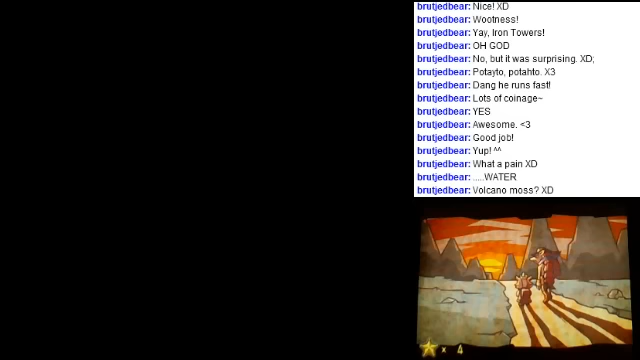 brutjedbear: Nice! XD
brutjedbear: Wootness!
brutjedbear: Yay, Iron Towers!
brutjedbear: OH GOD
brutjedbear: No, but it was surprising. XD;
brutjedbear: Potayto, potahto. X3
brutjedbear: Dang he runs fast!
brutjedbear: Lots of coinage~
brutjedbear: YES
brutjedbear: Awesome. <3
brutjedbear: Good job!
brutjedbear: Yup! ^^
brutjedbear: What a pain XD
brutjedbear: .....WATER
brutjedbear: Volcano moss? XD
x 4